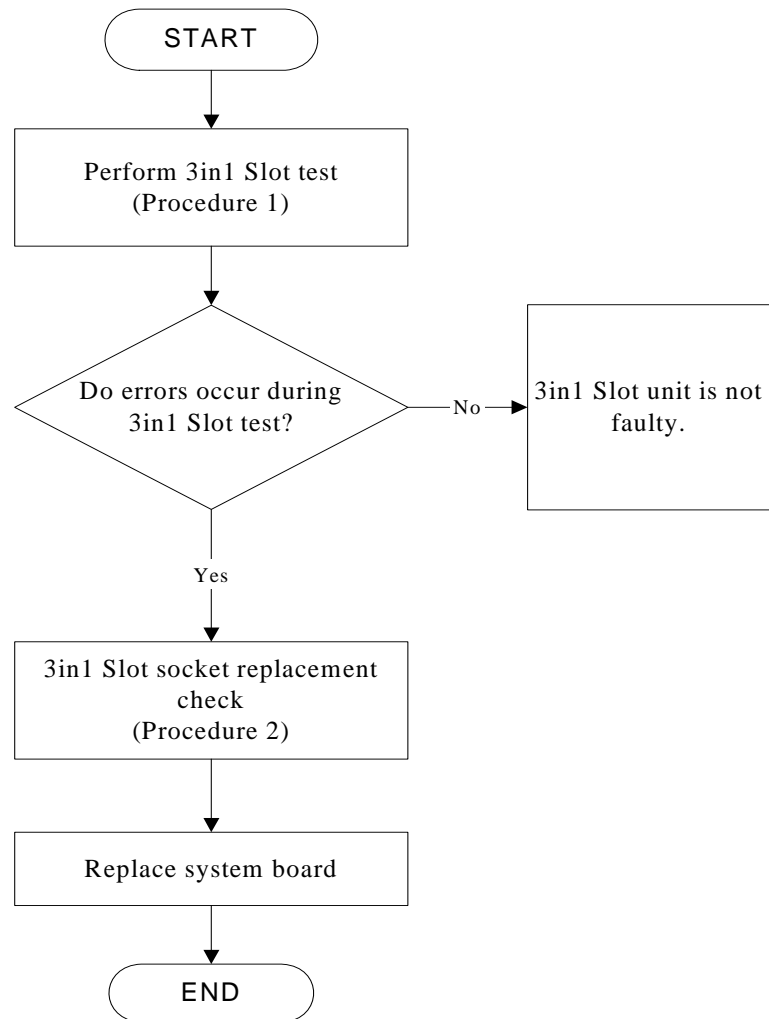 START
Perform 3in1 Slot test
(Procedure 1)
Do errors occur during
3in1 Slot test?
No
3in1 Slot unit is not
faulty.
Yes
3in1 Slot socket replacement
check
(Procedure 2)
Replace system board
END